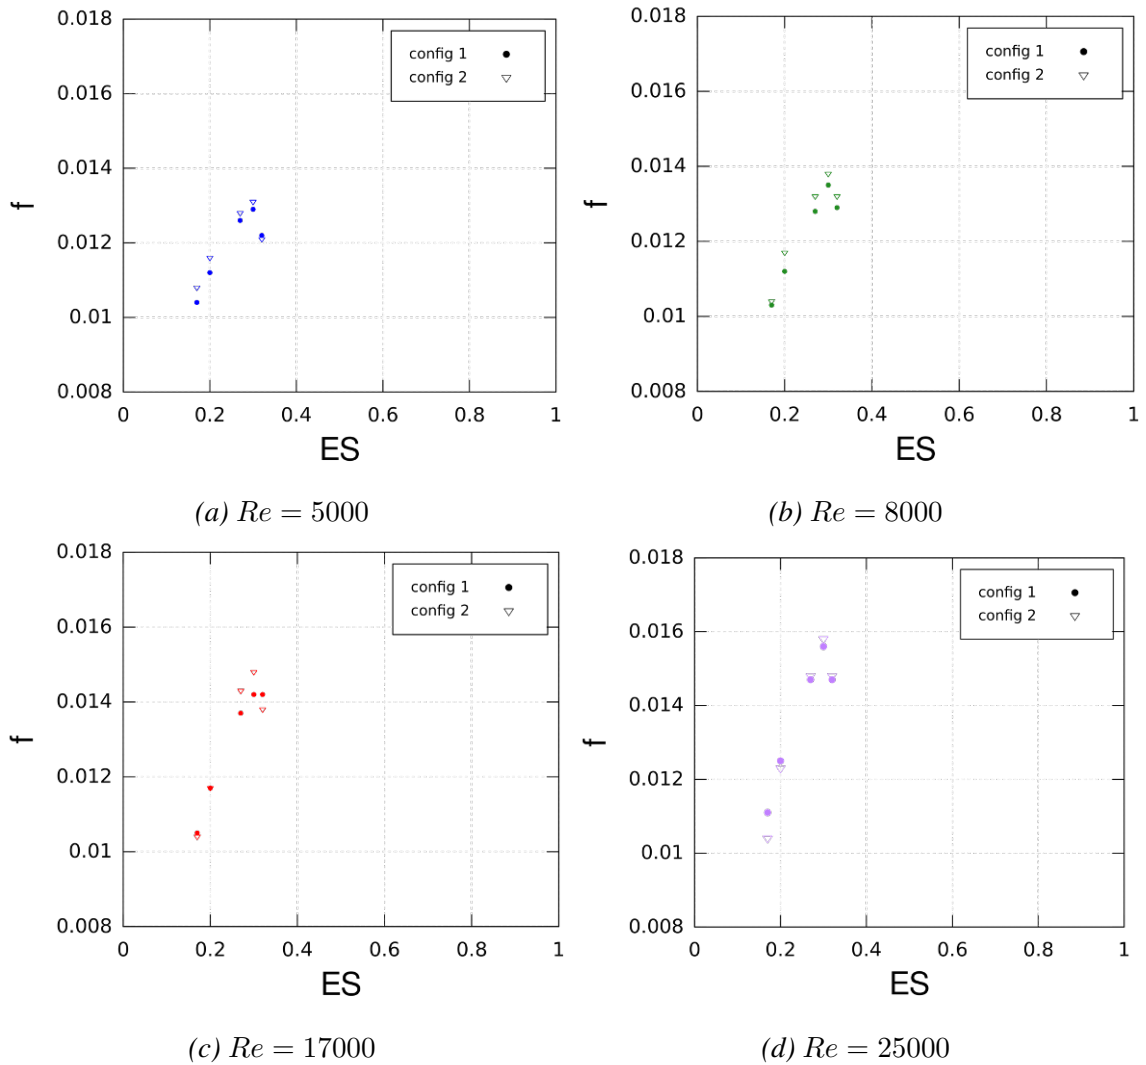 0.018
0.016
0.014
0.012
0.01
0.008
f
0 0.2 0.4 0.6 0.8 1
ES
config 1
config 2
(a) Re = 5000
0.018
0.016
0.014
0.012
0.01
0.008
f
0 0.2 0.4 0.6 0.8 1
ES
config 1
config 2
(b) Re = 8000
0.018
0.016
0.014
0.012
0.01
0.008
f
0 0.2 0.4 0.6 0.8 1
ES
config 1
config 2
(c) Re = 17000
0.018
0.016
0.014
0.012
0.01
0.008
f
0 0.2 0.4 0.6 0.8 1
ES
config 1
config 2
(d) Re = 25000